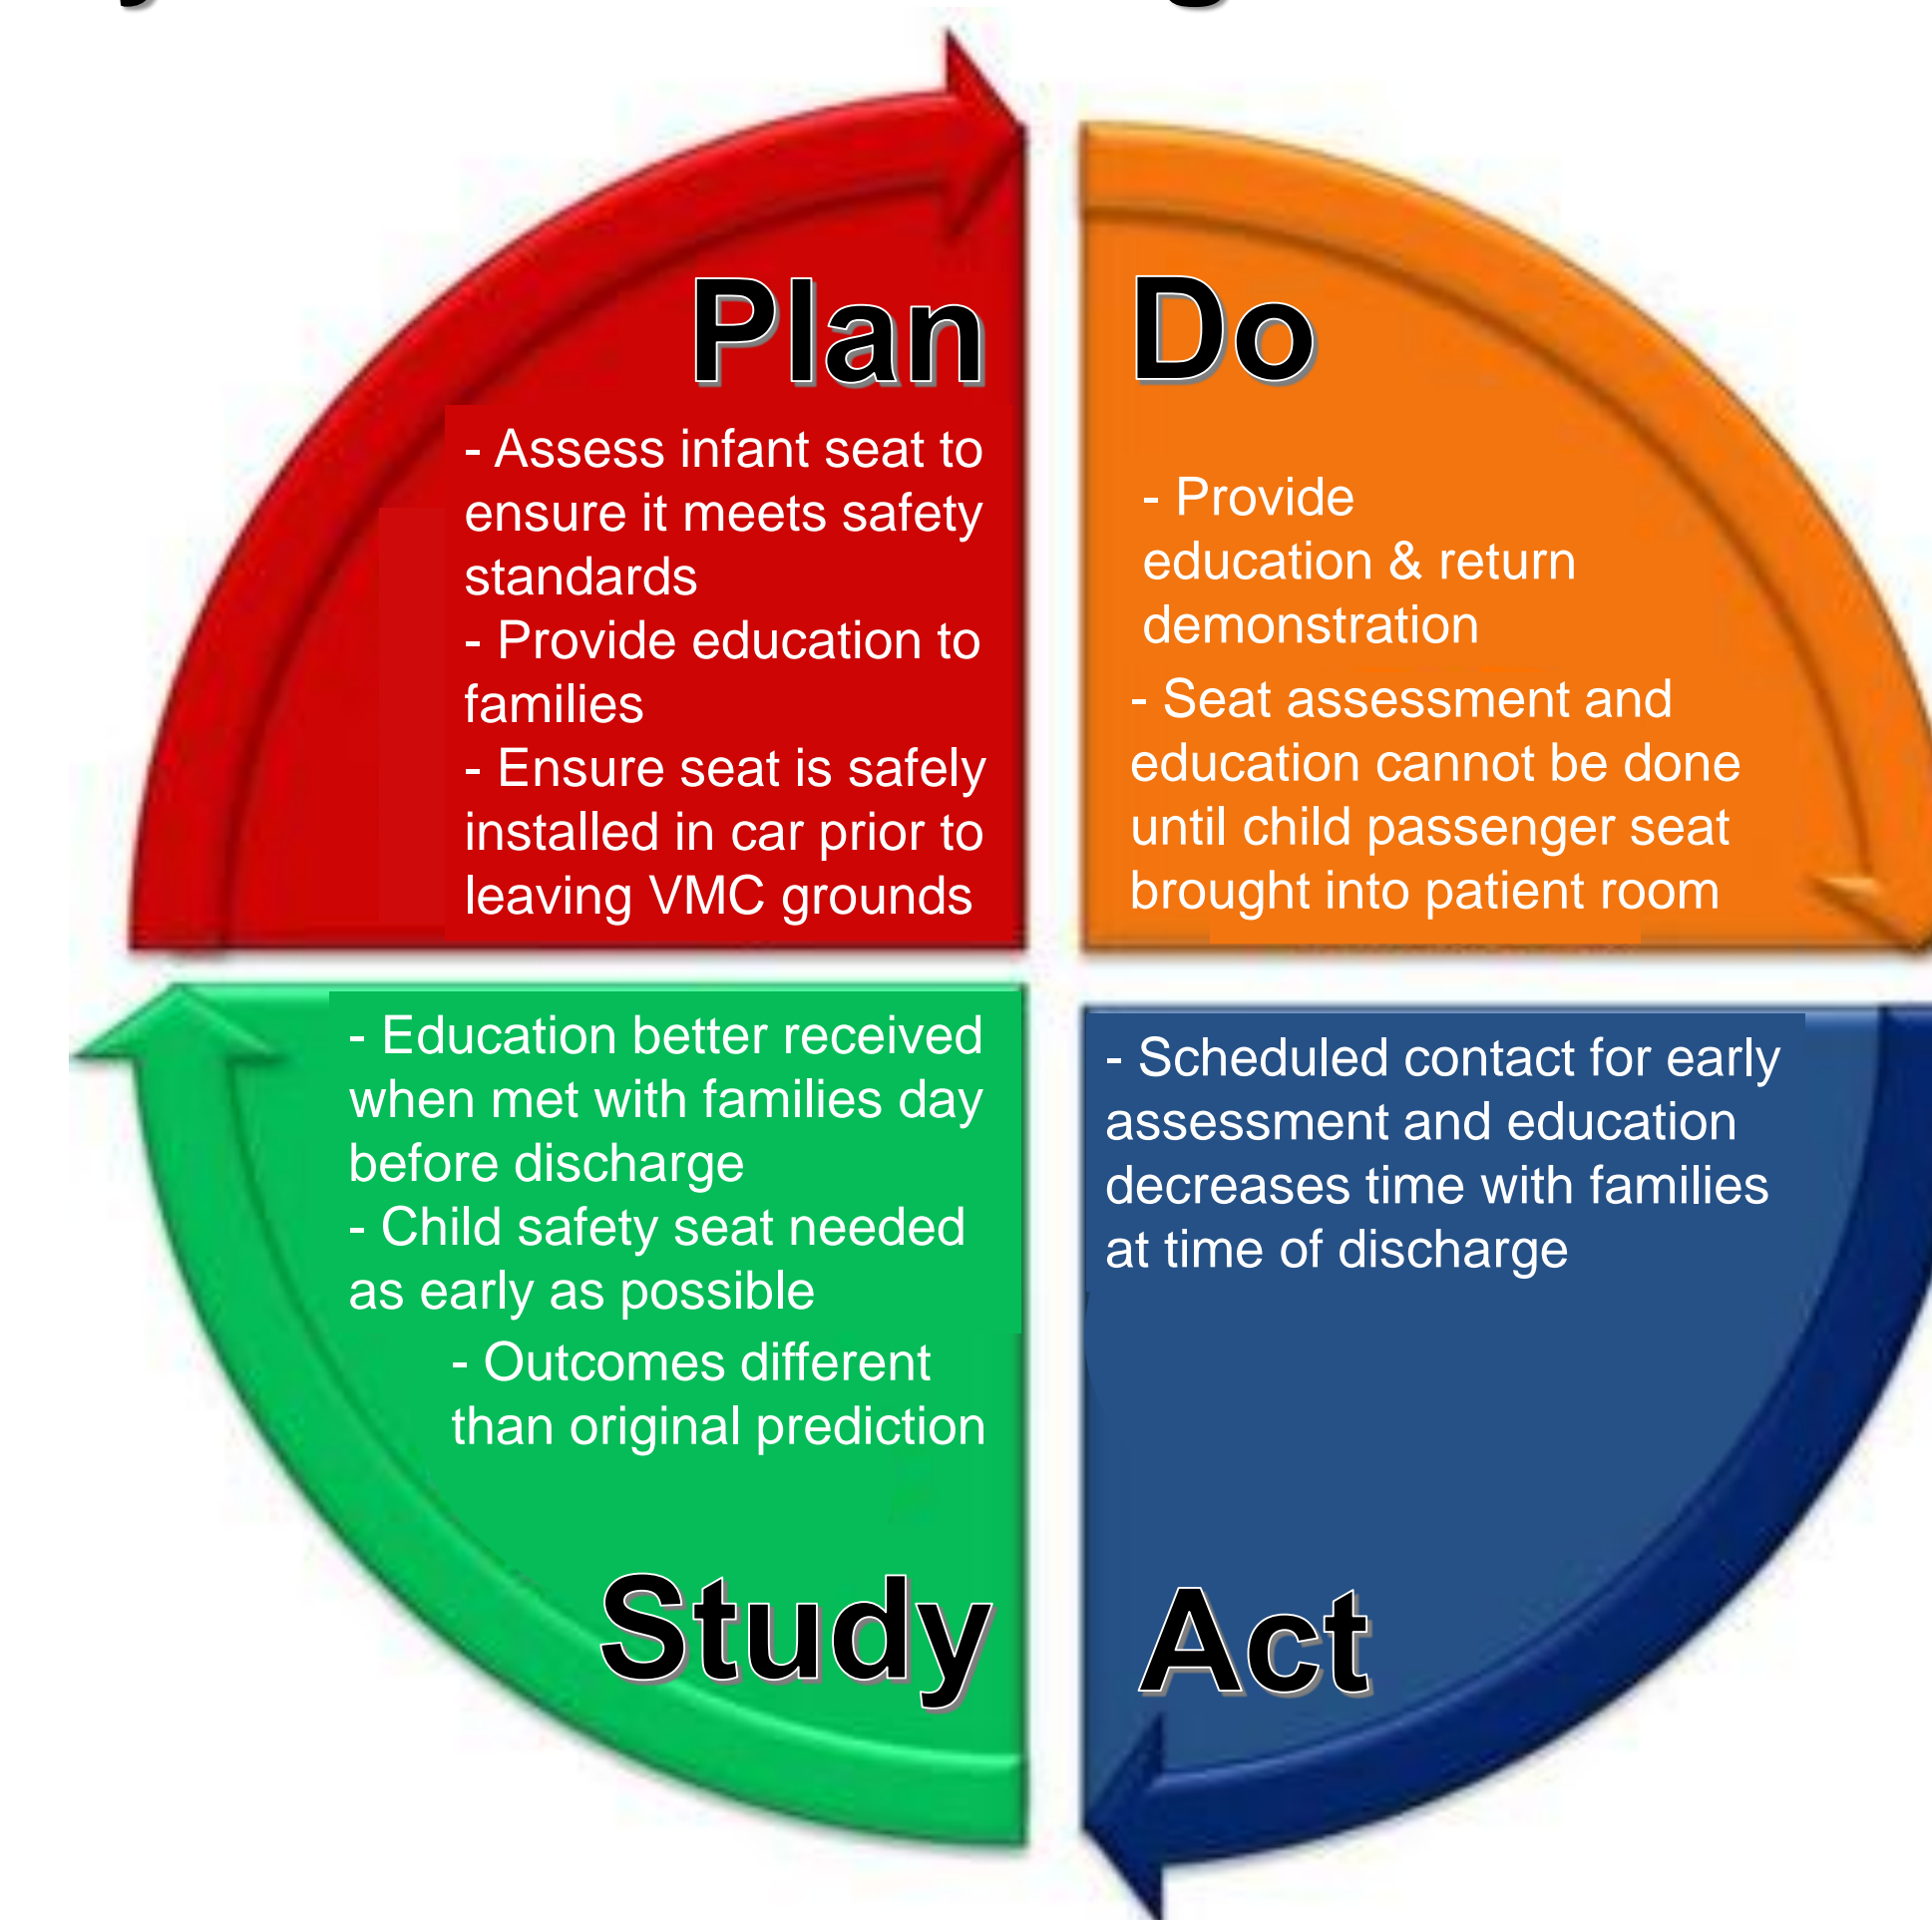 Plan
- Assess infant seat to
ensure it meets safety
standards
- Provide education to
families
- Ensure seat is safely
installed in car prior to
leaving VMC grounds
Do
- Provide
education & return
demonstration
- Seat assessment and
education cannot be done
until child passenger seat
brought into patient room
- Education better received
when met with families day
before discharge
- Child safety seat needed
as early as possible
- Outcomes different
than original prediction
Study
- Scheduled contact for early
assessment and education
decreases time with families
at time of discharge
Act